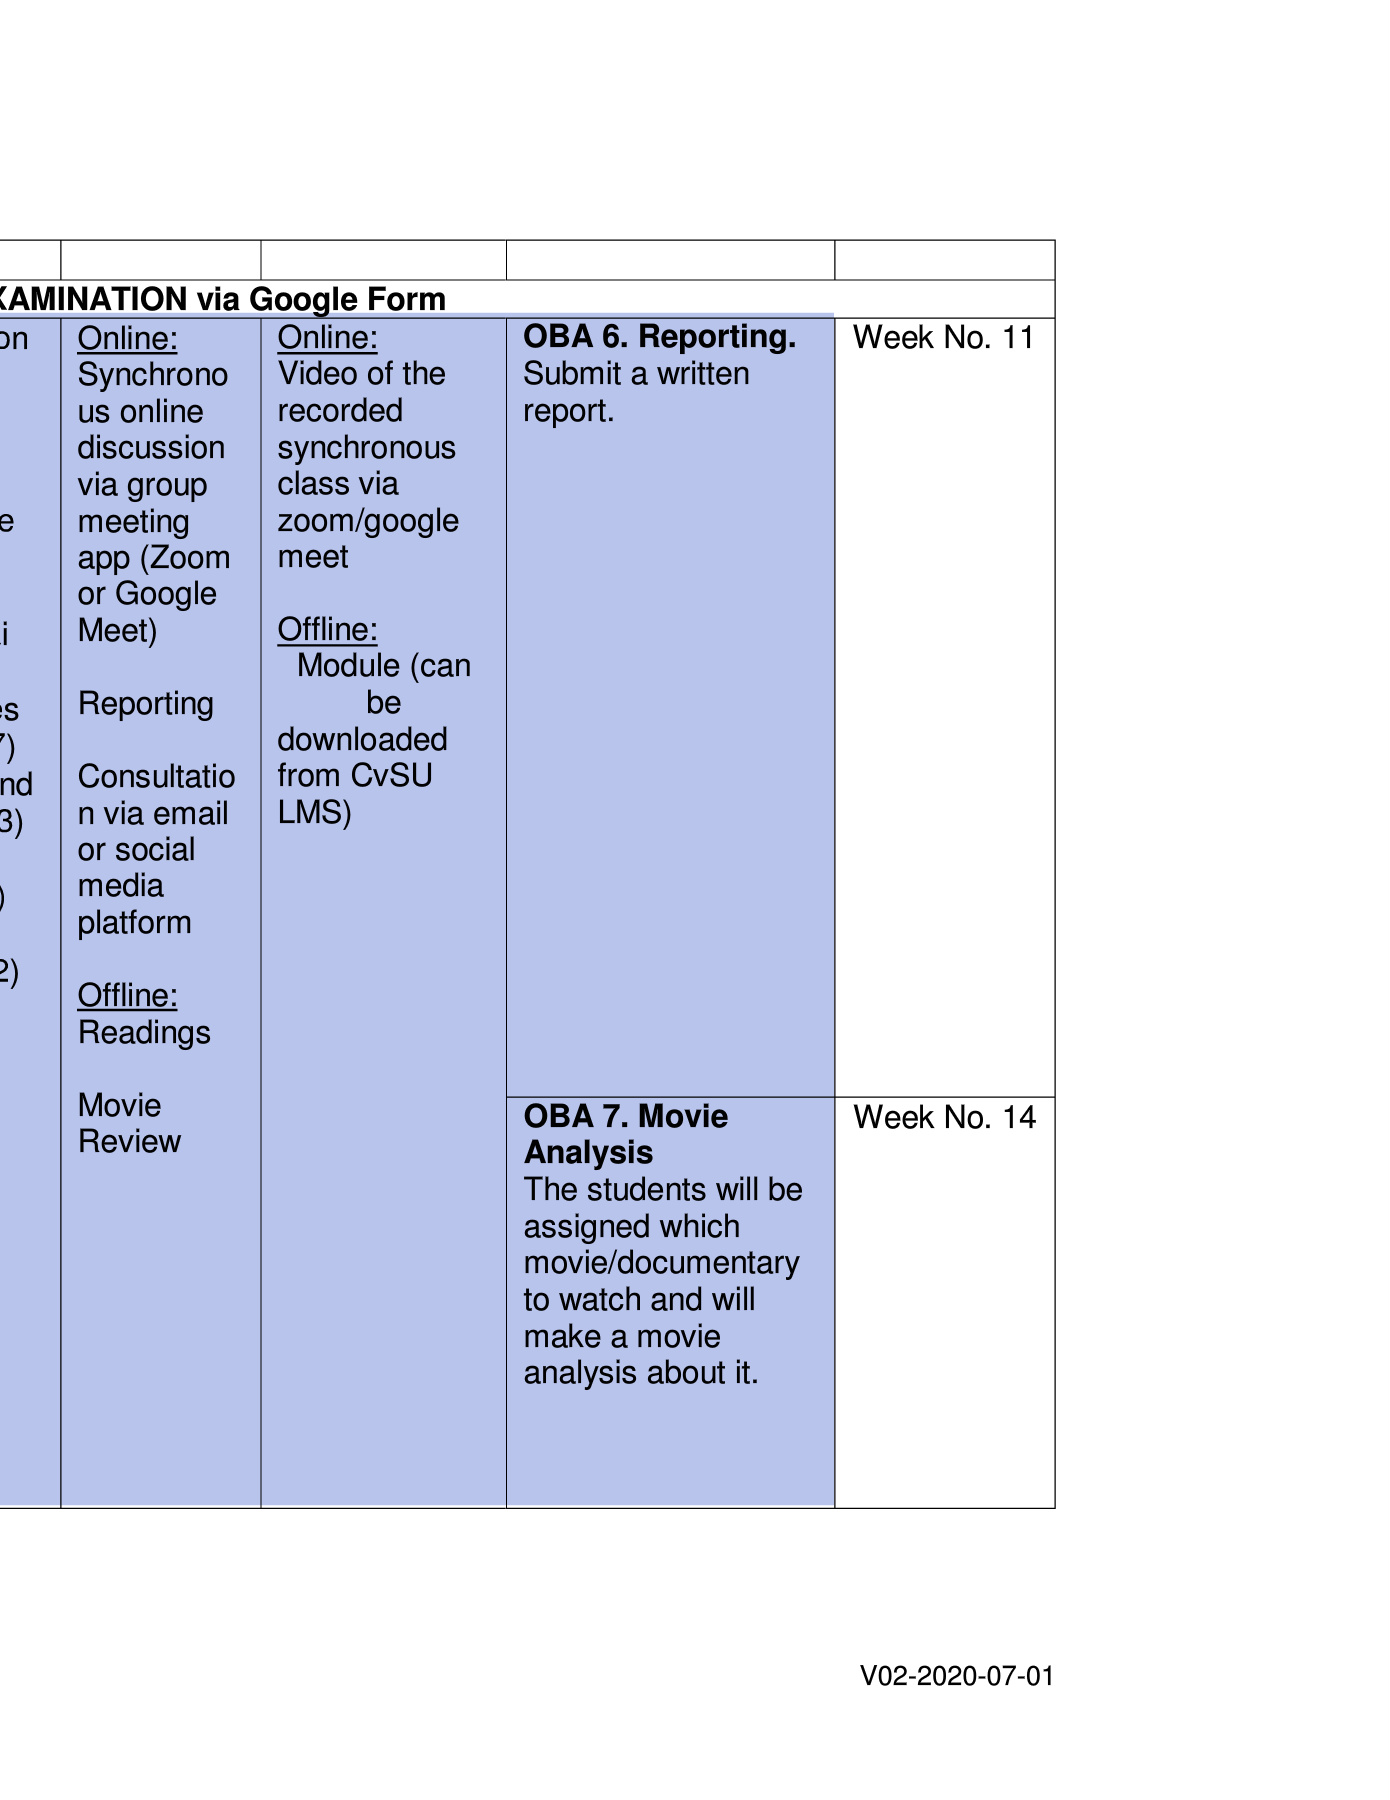 XAMINATION via Google Form
on
e
i
es
7)
nd
3)
)
2)
Online:
Synchrono
us online
discussion
via group
meeting
app (Zoom
or Google
Meet)
Reporting
Consultatio
n via email
or social
media
platform
Offline:
Readings
Movie
Review
Online:
Video of the
recorded
synchronous
class via
zoom/google
meet
Offline:
Module (can
be
downloaded
from CvSU
LMS)
OBA 6. Reporting.
Submit a written
report.
Week No. 11
OBA 7. Movie
Analysis
The students will be
assigned which
movie/documentary
to watch and will
make a movie
analysis about it.
Week No. 14
V02-2020-07-01